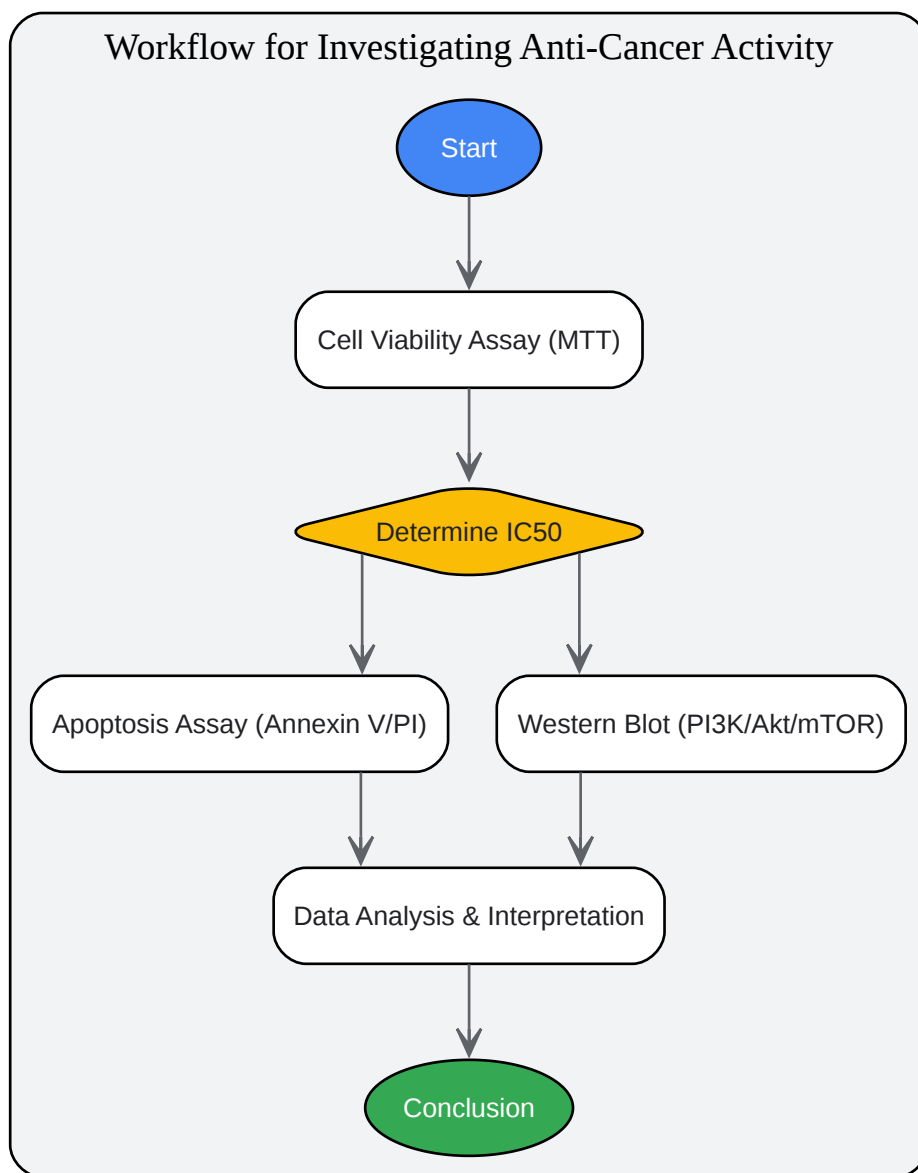 Workflow for Investigating Anti-Cancer Activity
Start
Cell Viability Assay (MTT)
Determine IC50
Apoptosis Assay (Annexin V/PI)
Western Blot (PI3K/Akt/mTOR)
Data Analysis & Interpretation
Conclusion